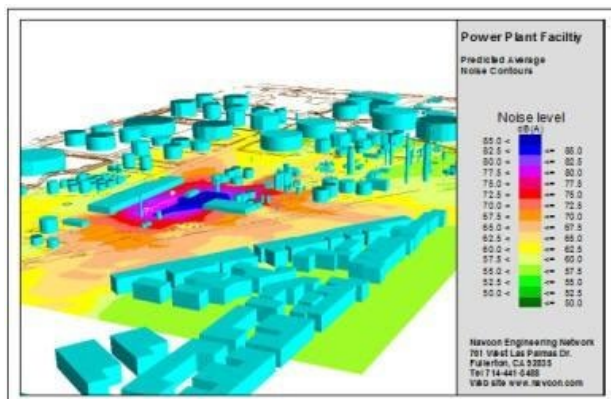 Power Plant Faciltiy
Predicted Average
Noise Contours
Noise level
dB(A)
85.0 <
82.5 < <= 85.0
80.0 < <= 82.5
77.5 < <= 80.0
75.0 < <= 77.5
72.5 < <= 75.0
70.0 < <= 72.5
67.5 < <= 70.0
65.0 < <= 67.5
62.5 < <= 65.0
60.0 < <= 62.5
57.5 < <= 60.0
55.0 < <= 57.5
52.5 < <= 55.0
50.0 < <= 52.5
<= 50.0
Navcon Engineering Network
701 West Las Palmas Dr.
Fullerton, CA 92835
Tel 714-441-3488
Web site www.navcon.com